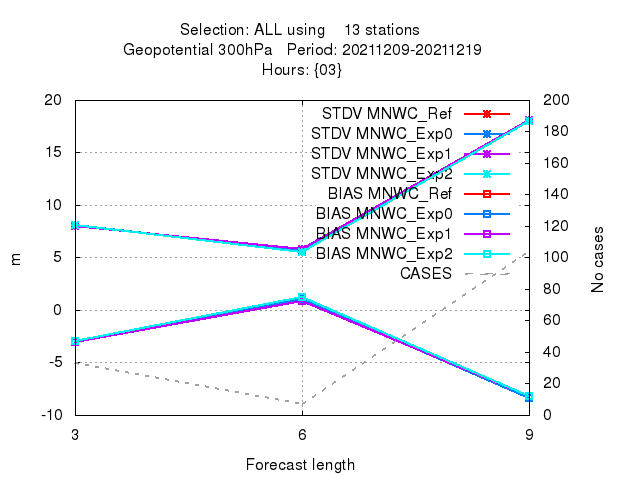 Selection: ALL using 13 stations
Geopotential 300hPa Period: 20211209-20211219
Hours: {03}
20 200
STDV MNWC_Ref
180
STDV MNWC_Exp0
15 STDV MNWC_Exp1
160
STDV MNWC_Exp2
BIAS MNWC_Ref
140
10
BIAS MNWC_Exp0
120
BIAS MNWC_Exp1
BIAS MNWC_Exp2
5 100
CASES
m
No cases
80
0
60
-5
40
20
-10 0
3 6 9
Forecast length